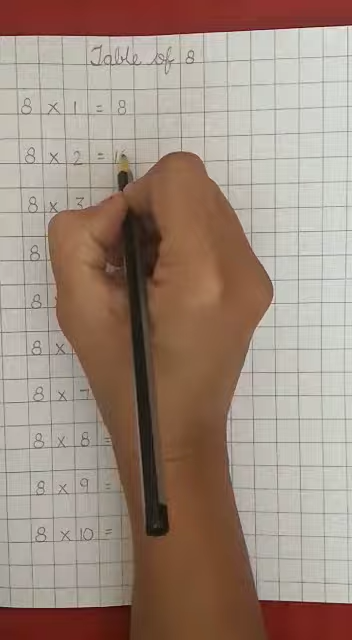 Table of 8
8 × 1 = 8
8 × 2 = 1
8 × 3
8
8
8 ×
8 × 7
8 × 8 =
8 × 9 =
8 × 10 =